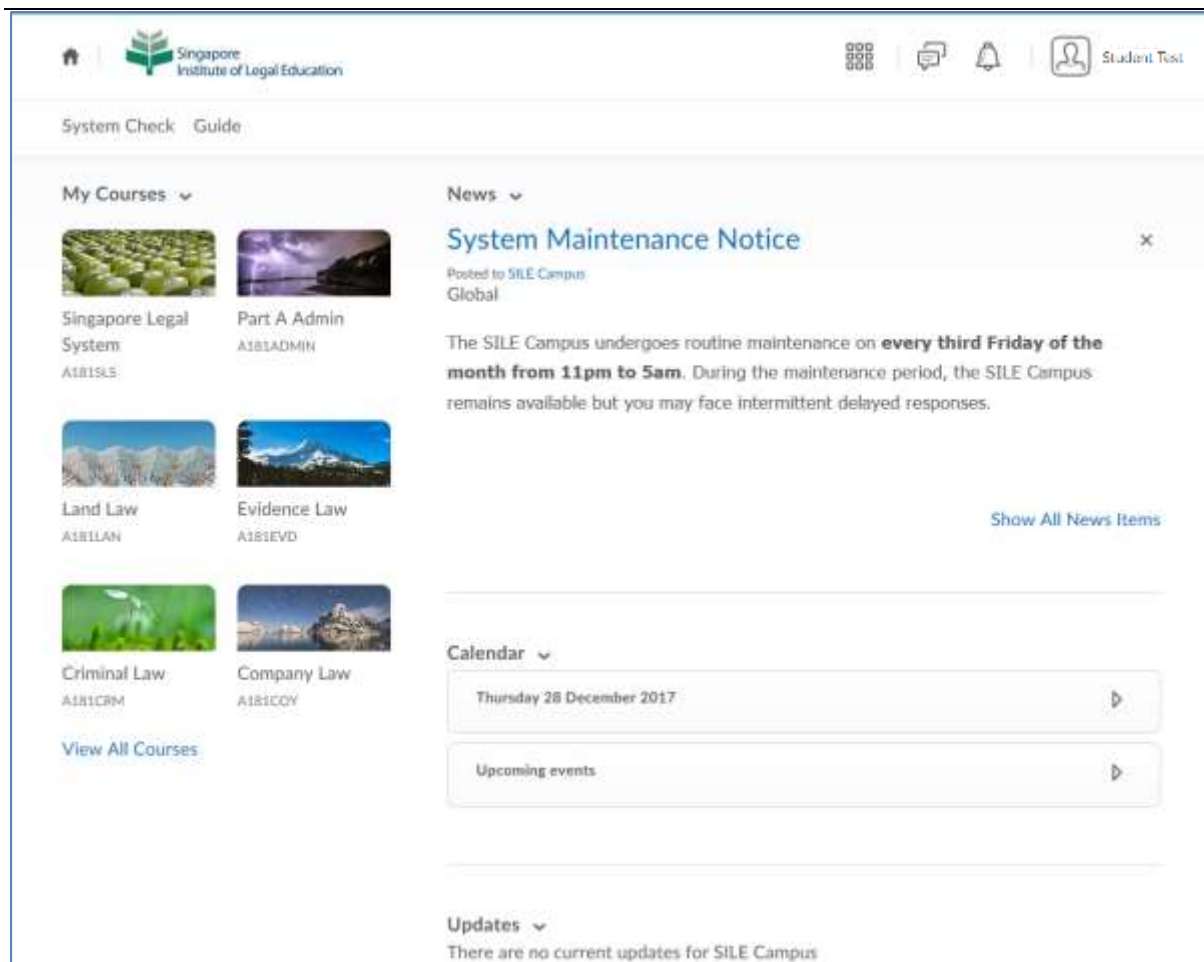 Singapore
Institute of Legal Education
Student Test
System Check Guide
My Courses
Singapore Legal
System
A181SLS
Part A Admin
A181ADMIN
Land Law
A181LAN
Evidence Law
A181EVD
Criminal Law
A181CRM
Company Law
A181COY
View All Courses
News
System Maintenance Notice
Posted to SILE Campus
Global
The SILE Campus undergoes routine maintenance on every third Friday of the
month from 11pm to 5am. During the maintenance period, the SILE Campus
remains available but you may face intermittent delayed responses.
Show All News Items
Calendar
Thursday 28 December 2017
Upcoming events
Updates
There are no current updates for SILE Campus